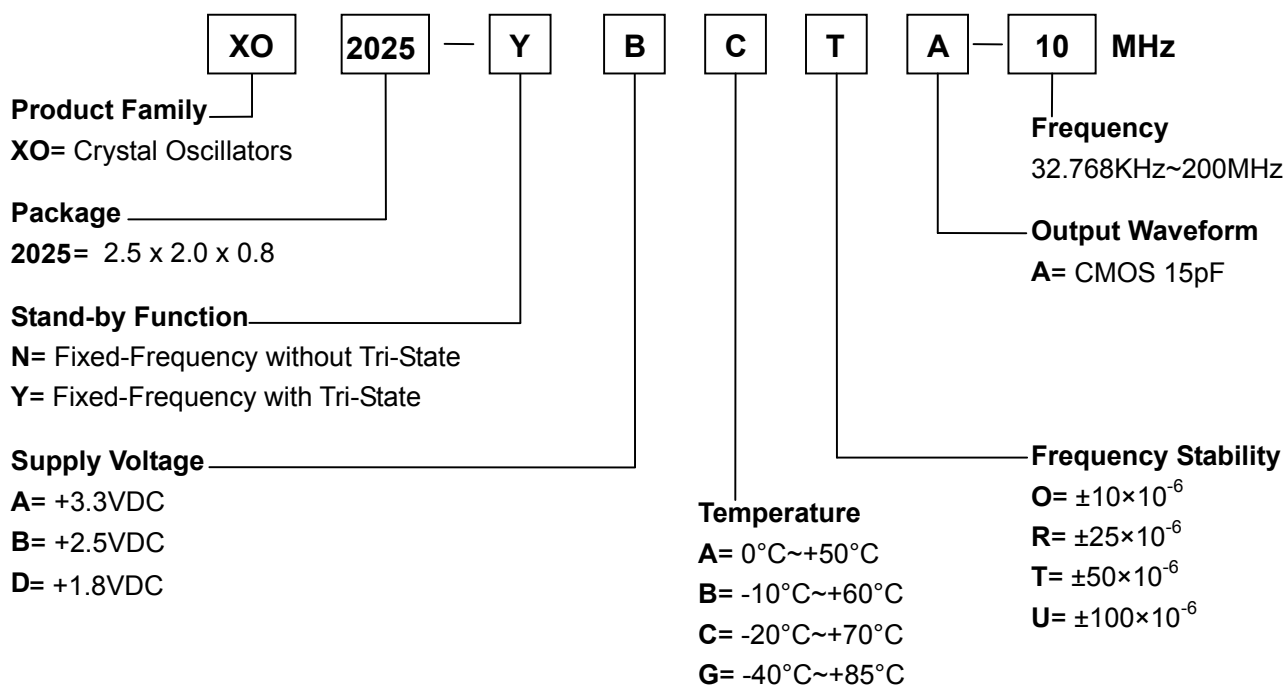 XO 2025 — Y B C T A — 10 MHz
Product Family
XO= Crystal Oscillators
Package
2025= 2.5 x 2.0 x 0.8
Stand-by Function
N= Fixed-Frequency without Tri-State
Y= Fixed-Frequency with Tri-State
Supply Voltage
A= +3.3VDC
B= +2.5VDC
D= +1.8VDC
Temperature
A= 0°C~+50°C
B= -10°C~+60°C
C= -20°C~+70°C
G= -40°C~+85°C
Frequency
32.768KHz~200MHz
Output Waveform
A= CMOS 15pF
Frequency Stability
O= ±10×10⁻⁶
R= ±25×10⁻⁶
T= ±50×10⁻⁶
U= ±100×10⁻⁶